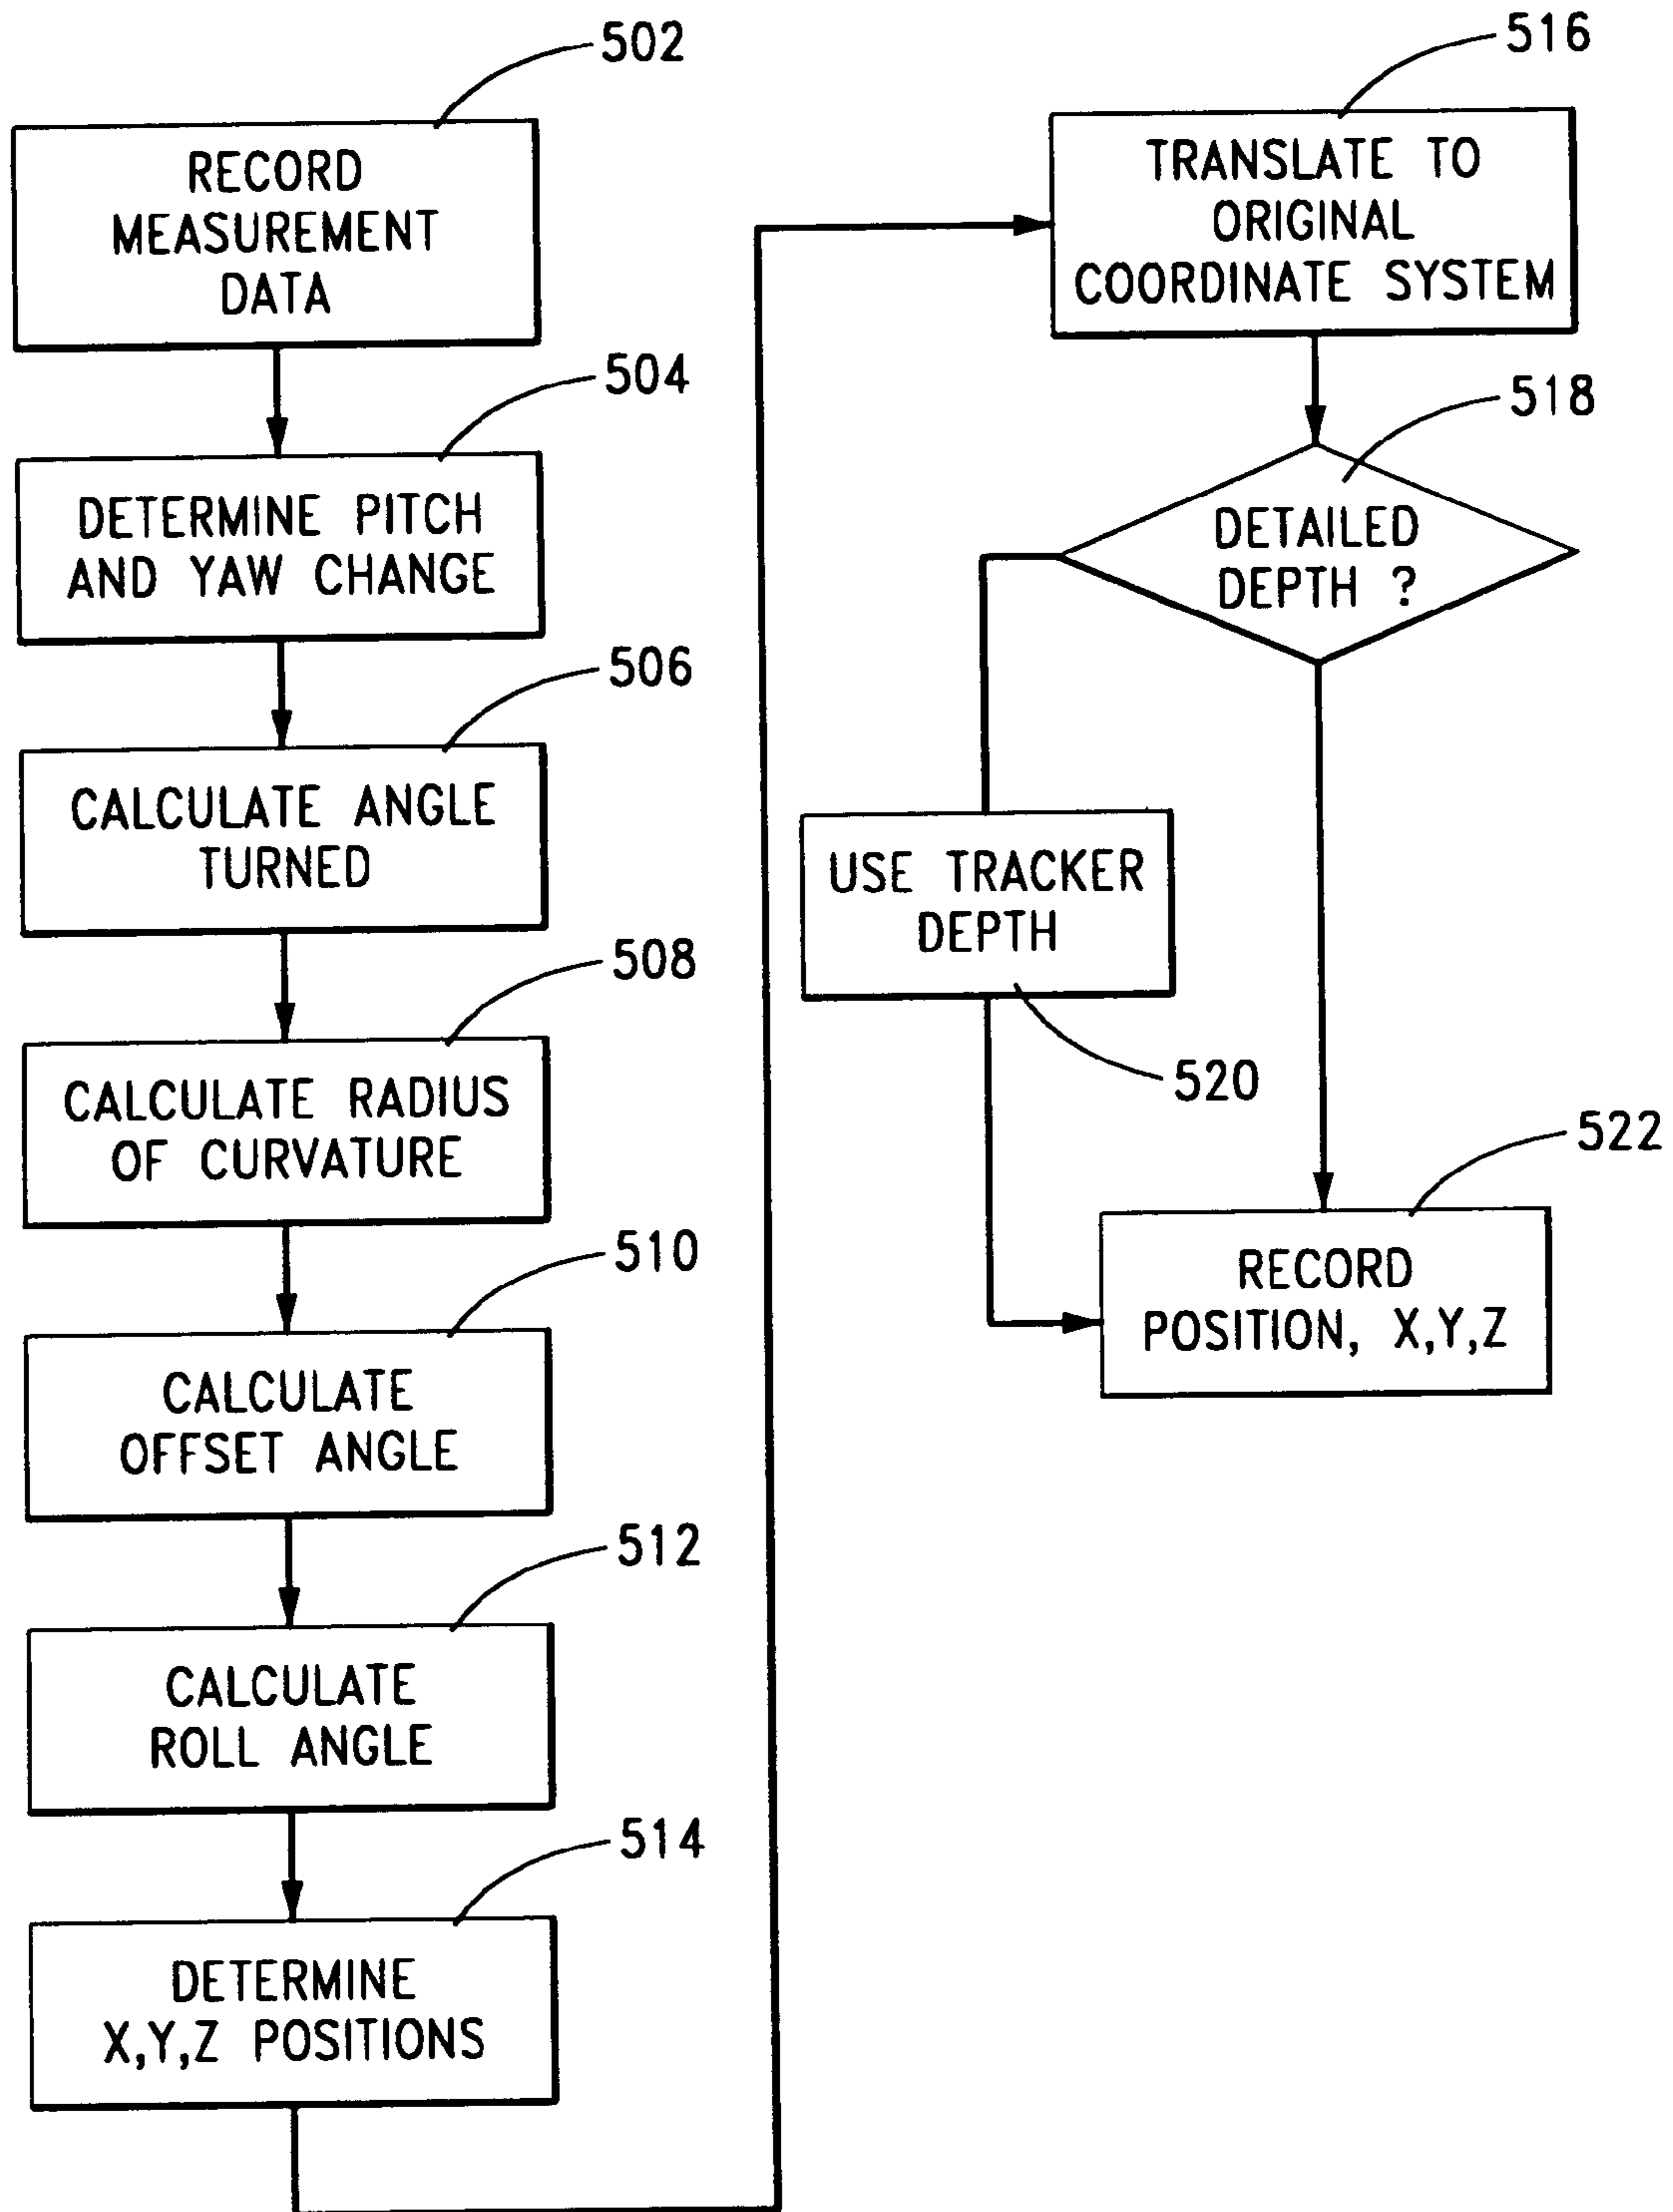 502
RECORD
MEASUREMENT
DATA
504
DETERMINE PITCH
AND YAW CHANGE
506
CALCULATE ANGLE
TURNED
508
CALCULATE RADIUS
OF CURVATURE
510
CALCULATE
OFFSET ANGLE
512
CALCULATE
ROLL ANGLE
514
DETERMINE
X,Y,Z POSITIONS
516
TRANSLATE TO
ORIGINAL
COORDINATE SYSTEM
518
DETAILED
DEPTH ?
USE TRACKER
DEPTH
520
522
RECORD
POSITION, X,Y,Z